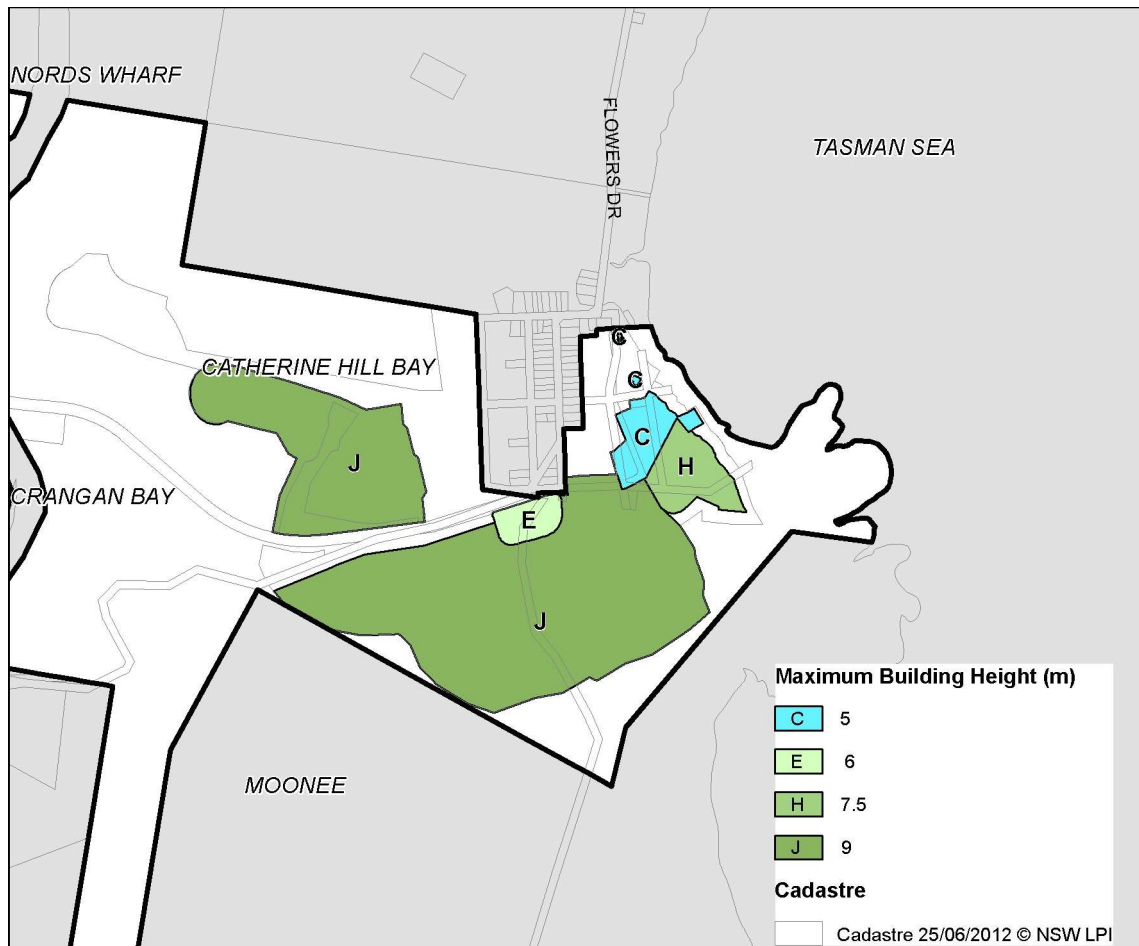 NORDS WHARF
FLOWERS DR
TASMAN SEA
C
C
CATHERINE HILL BAY
C
H
J
CRANGAN BAY
E
J
MOONEE
Maximum Building Height (m)
C 5
E 6
H 7.5
J 9
Cadastre
Cadastre 25/06/2012 © NSW LPI